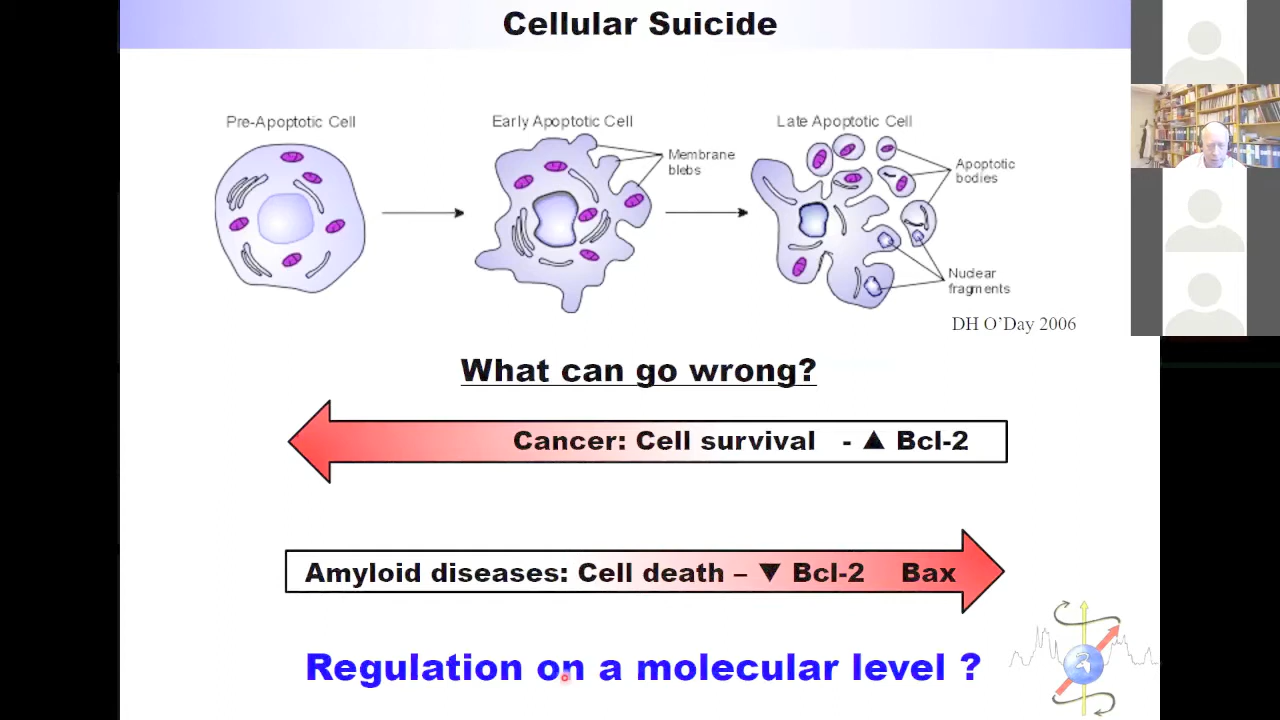 Cellular Suicide
Pre-Apoptotic Cell
Early Apoptotic Cell
Late Apoptotic Cell
Membrane
blebs
Apoptotic
bodies
Nuclear
fragments
DH O’Day 2006
What can go wrong?
Cancer: Cell survival - ▲ Bcl-2
Amyloid diseases: Cell death – ▼ Bcl-2 Bax
Regulation on a molecular level ?